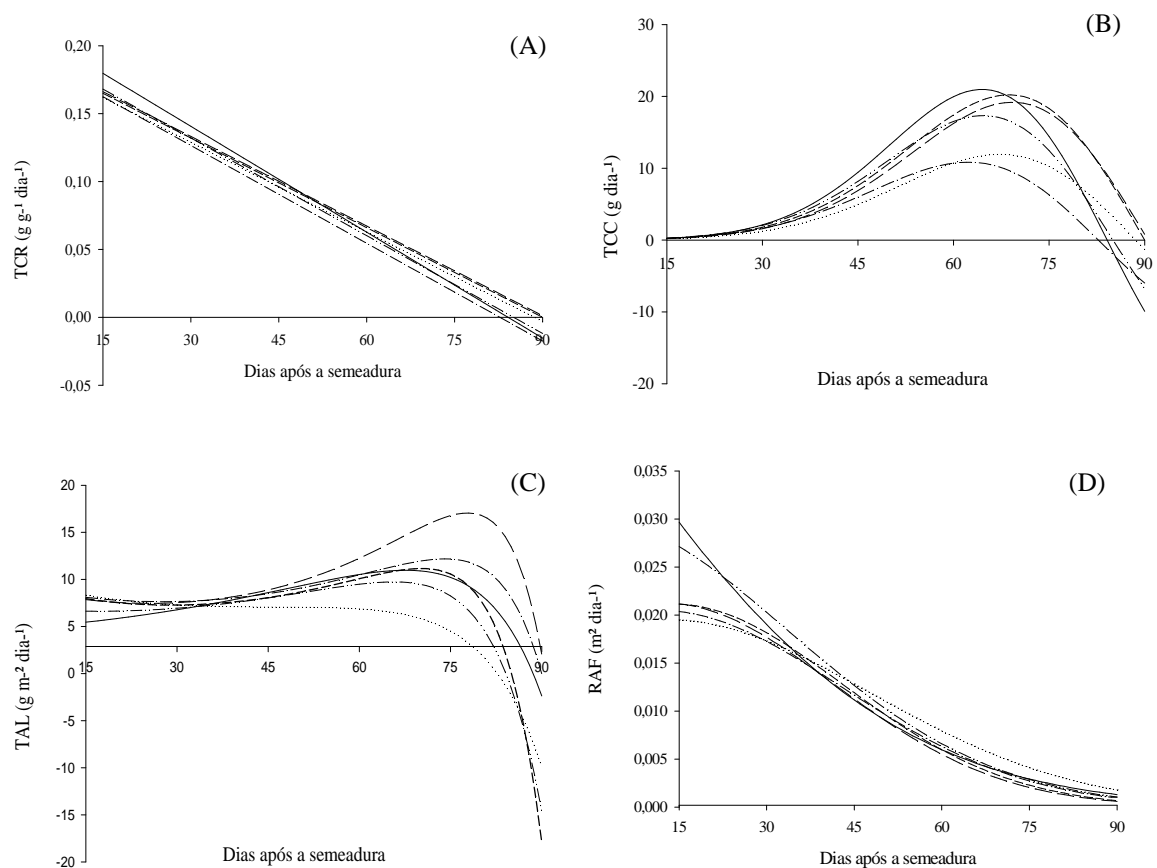 (A)
0,20
0,15
0,10
0,05
0,00
-0,05
TCR (g g-¹ dia-¹)
15 30 45 60 75 90
Dias após a semeadura
(B)
30
20
10
0
-10
-20
TCC (g dia-¹)
15 30 45 60 75 90
Dias após a semeadura
(C)
20
15
10
5
0
-5
-10
-15
-20
TAL (g m-² dia-¹)
15 30 45 60 75 90
Dias após a semeadura
(D)
0,035
0,030
0,025
0,020
0,015
0,010
0,005
0,000
RAF (m² dia-¹)
15 30 45 60 75 90
Dias após a semeadura